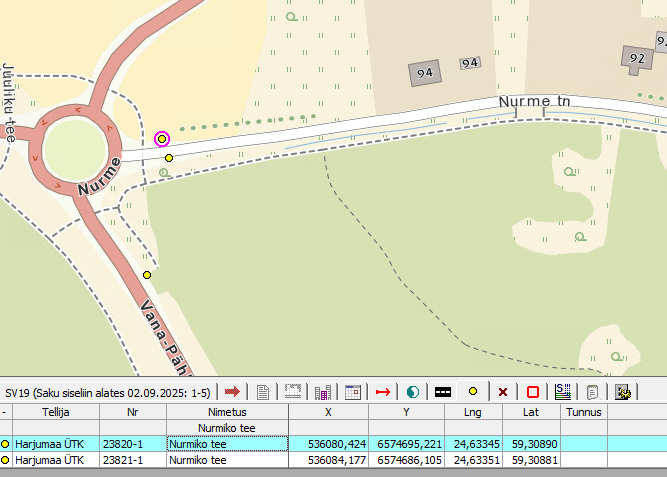 Juuliku tee
94
94
92
92
Nurme tn
Nurme
Vana-Päh
SV19 (Saku siseliin alates 02.09.2025: 1-5)
- Tellija Nr Nimetus X Y Lng Lat Tunnus
Nurmiko tee
Harjumaa ÜTK 23820-1 Nurmiko tee 536080,424 6574695,221 24,63345 59,30890
Harjumaa ÜTK 23821-1 Nurmiko tee 536084,177 6574686,105 24,63351 59,30881